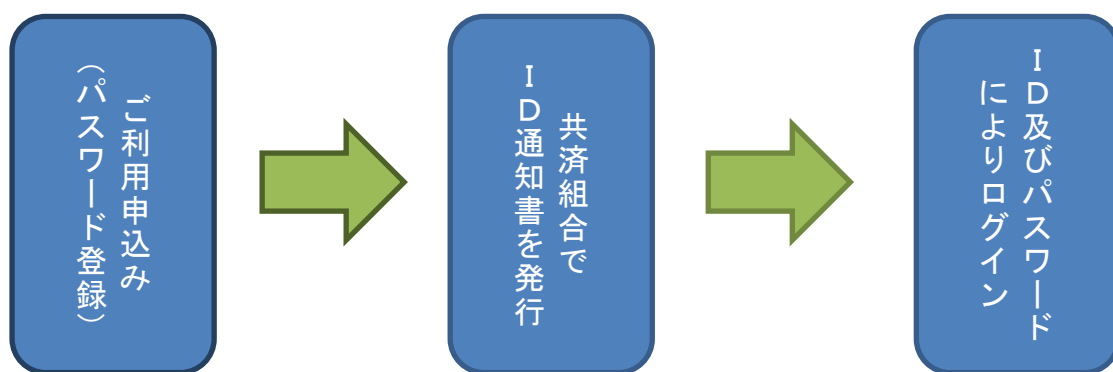 ご利用申込み
（パスワード登録）
共済組合で
ＩＤ通知書を発行
ＩＤ及びパスワード
によりログイン